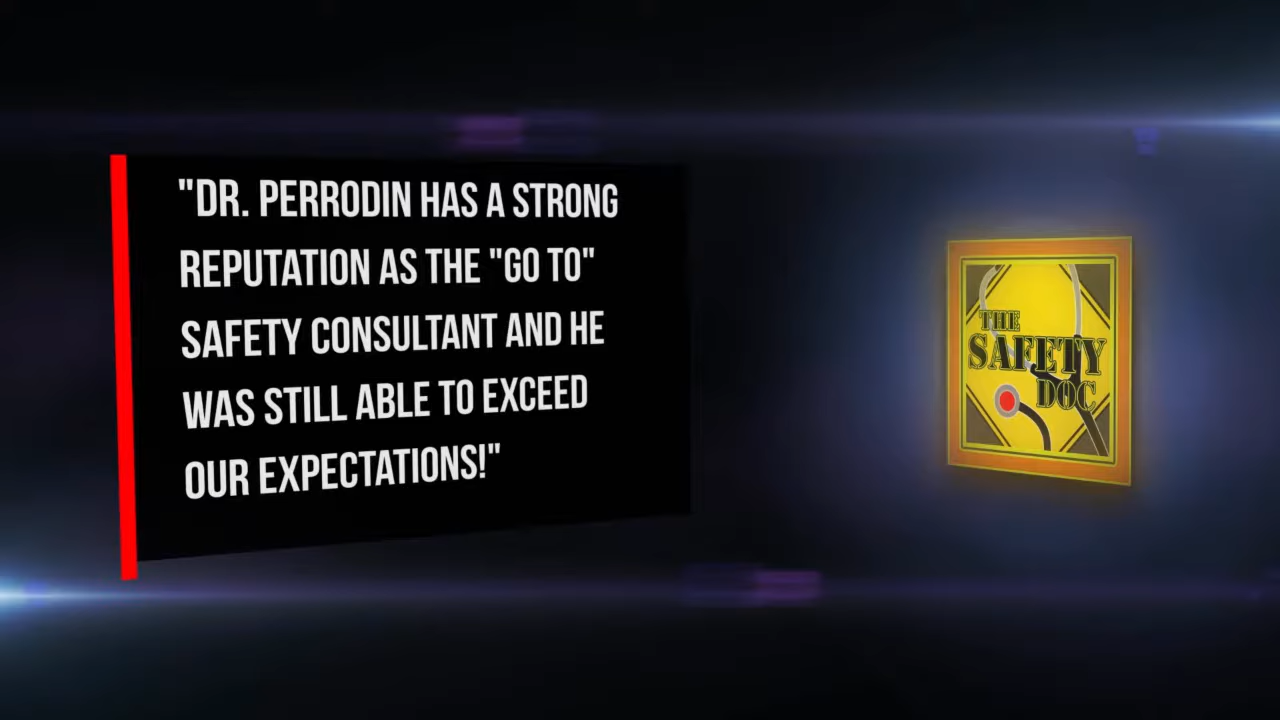 "DR. PERRODIN HAS A STRONG
REPUTATION AS THE "GO TO"
SAFETY CONSULTANT AND HE
WAS STILL ABLE TO EXCEED
OUR EXPECTATIONS!"
THE
SAFETY
DOC